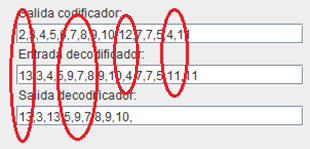 Salida codificador:
2,3,4,5,6,7,8,9,10,12,7,7,5,4,11
Entrada decodificador:
13,3,4,5,9,7,8,9,10,4,7,7,5,11,11
Salida decodificador:
13,3,13,5,9,7,8,9,10,